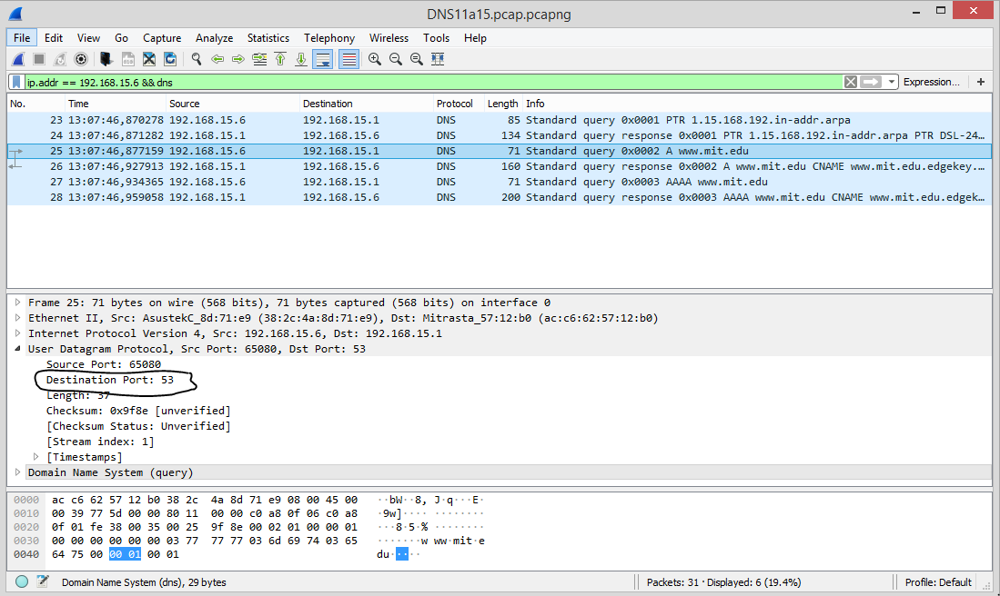 DNS11a15.pcap.pcapng
File Edit View Go Capture Analyze Statistics Telephony Wireless Tools Help
ip.addr == 192.168.15.6 && dns Expression... +
No. Time Source Destination Protocol Length Info
23 13:07:46,870278 192.168.15.6 192.168.15.1 DNS 85 Standard query 0x0001 PTR 1.15.168.192.in-addr.arpa
24 13:07:46,871282 192.168.15.1 192.168.15.6 DNS 134 Standard query response 0x0001 PTR 1.15.168.192.in-addr.arpa PTR DSL-24…
25 13:07:46,877159 192.168.15.6 192.168.15.1 DNS 71 Standard query 0x0002 A www.mit.edu
26 13:07:46,927913 192.168.15.1 192.168.15.6 DNS 160 Standard query response 0x0002 A www.mit.edu CNAME www.mit.edu.edgekey.…
27 13:07:46,934365 192.168.15.6 192.168.15.1 DNS 71 Standard query 0x0003 AAAA www.mit.edu
28 13:07:46,959058 192.168.15.1 192.168.15.6 DNS 200 Standard query response 0x0003 AAAA www.mit.edu CNAME www.mit.edu.edgek…
Frame 25: 71 bytes on wire (568 bits), 71 bytes captured (568 bits) on interface 0
Ethernet II, Src: AsustekC_8d:71:e9 (38:2c:4a:8d:71:e9), Dst: Mitrasta_57:12:b0 (ac:c6:62:57:12:b0)
Internet Protocol Version 4, Src: 192.168.15.6, Dst: 192.168.15.1
User Datagram Protocol, Src Port: 65080, Dst Port: 53
Source Port: 65080
Destination Port: 53
Length: 37
Checksum: 0x9f8e [unverified]
[Checksum Status: Unverified]
[Stream index: 1]
[Timestamps]
Domain Name System (query)
0000 ac c6 62 57 12 b0 38 2c 4a 8d 71 e9 08 00 45 00 ··bW··8, J·q···E·
0010 00 39 77 5d 00 00 80 11 00 00 c0 a8 0f 06 c0 a8 ·9w]···· ········
0020 0f 01 fe 38 00 35 00 25 9f 8e 00 02 01 00 00 01 ···8·5·% ········
0030 00 00 00 00 00 00 03 77 77 77 03 6d 69 74 03 65 ·······w ww·mit·e
0040 64 75 00 00 01 00 01 du·····
Domain Name System (dns), 29 bytes Packets: 31 · Displayed: 6 (19.4%) Profile: Default